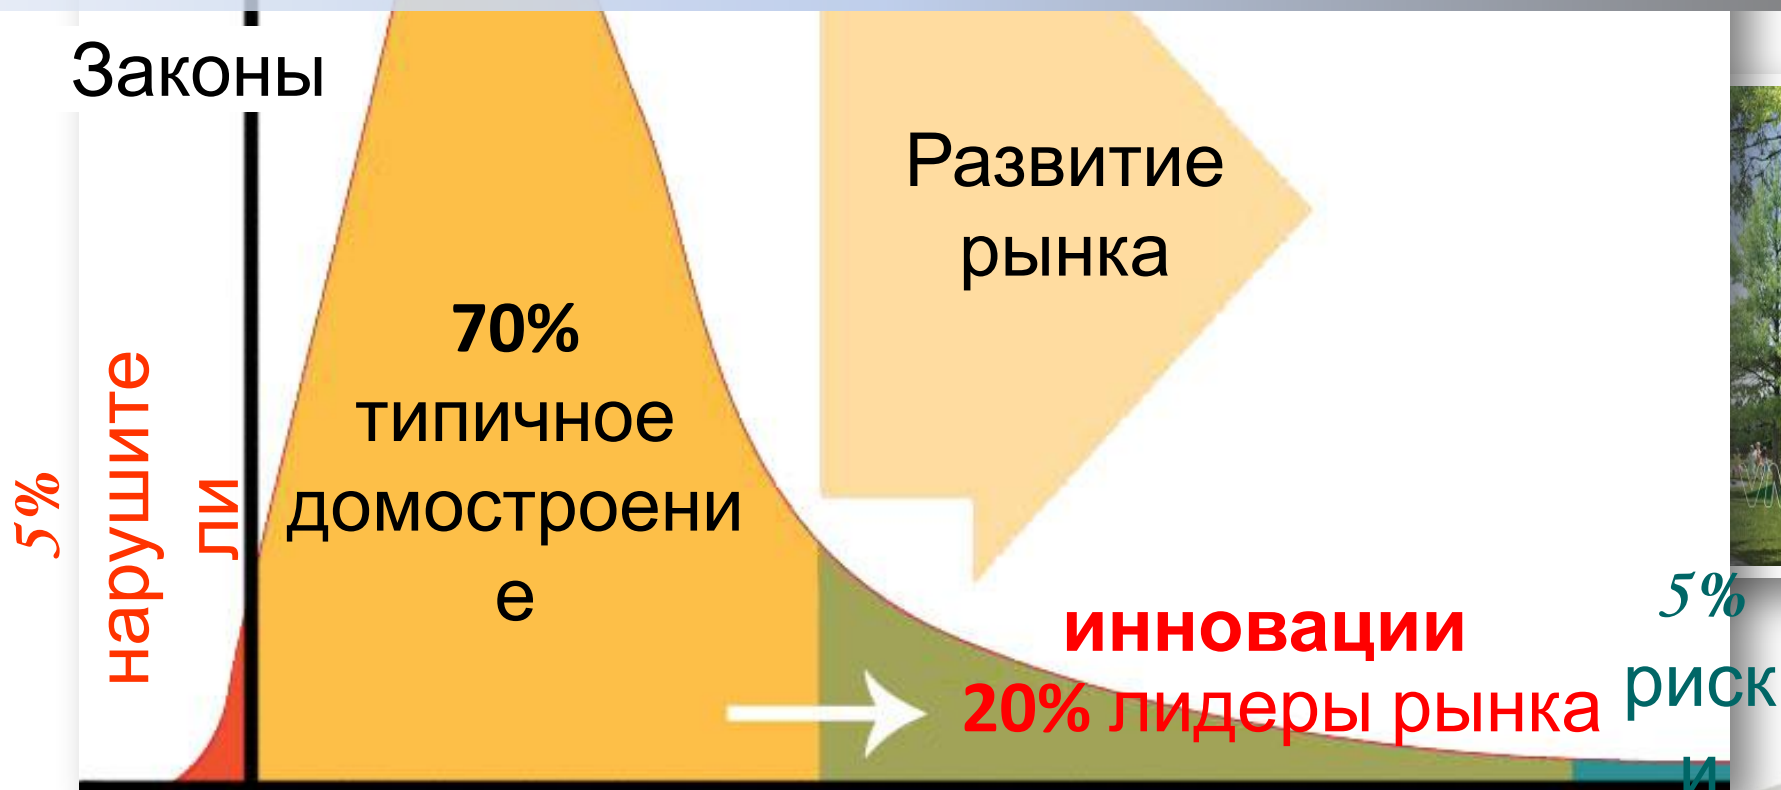 Законы
Развитие
рынка
70%
типичное
домостроени
е
5%
нарушите
ли
инновации
20% лидеры рынка
5%
риск
и